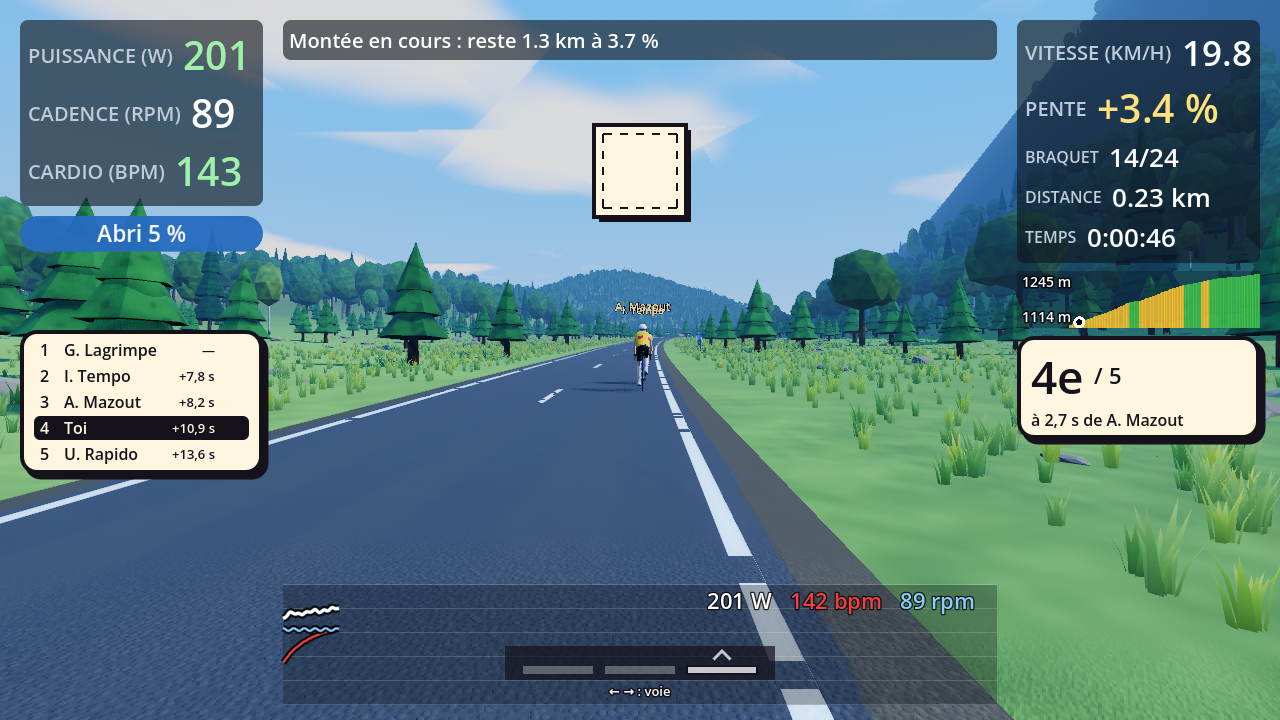 PUISSANCE (W) 201
CADENCE (RPM) 89
CARDIO (BPM) 143
Abri 5 %
Montée en cours : reste 1.3 km à 3.7 %
VITESSE (KM/H) 19.8
PENTE +3.4 %
BRAQUET 14/24
DISTANCE 0.23 km
TEMPS 0:00:46
1245 m
1114 m
A. Mazout
1 G. Lagrimpe —
2 I. Tempo +7,8 s
3 A. Mazout +8,2 s
4 Toi +10,9 s
5 U. Rapido +13,6 s
4e / 5
à 2,7 s de A. Mazout
201 W 142 bpm 89 rpm
← → : voie